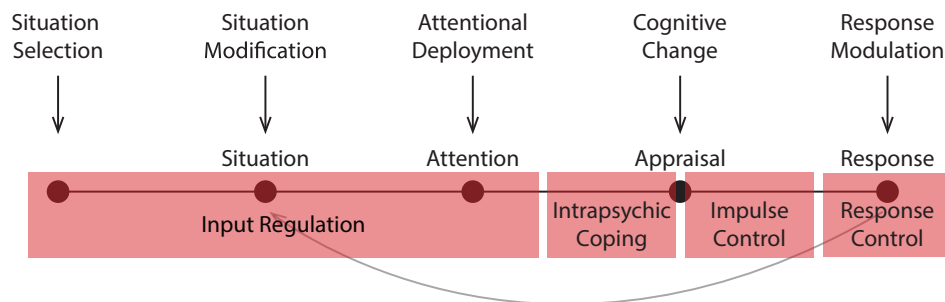 Situation
Selection
Situation
Modification
Attentional
Deployment
Cognitive
Change
Response
Modulation
Situation
Attention
Appraisal
Response
Input Regulation
Intrapsychic
Coping
Impulse
Control
Response
Control